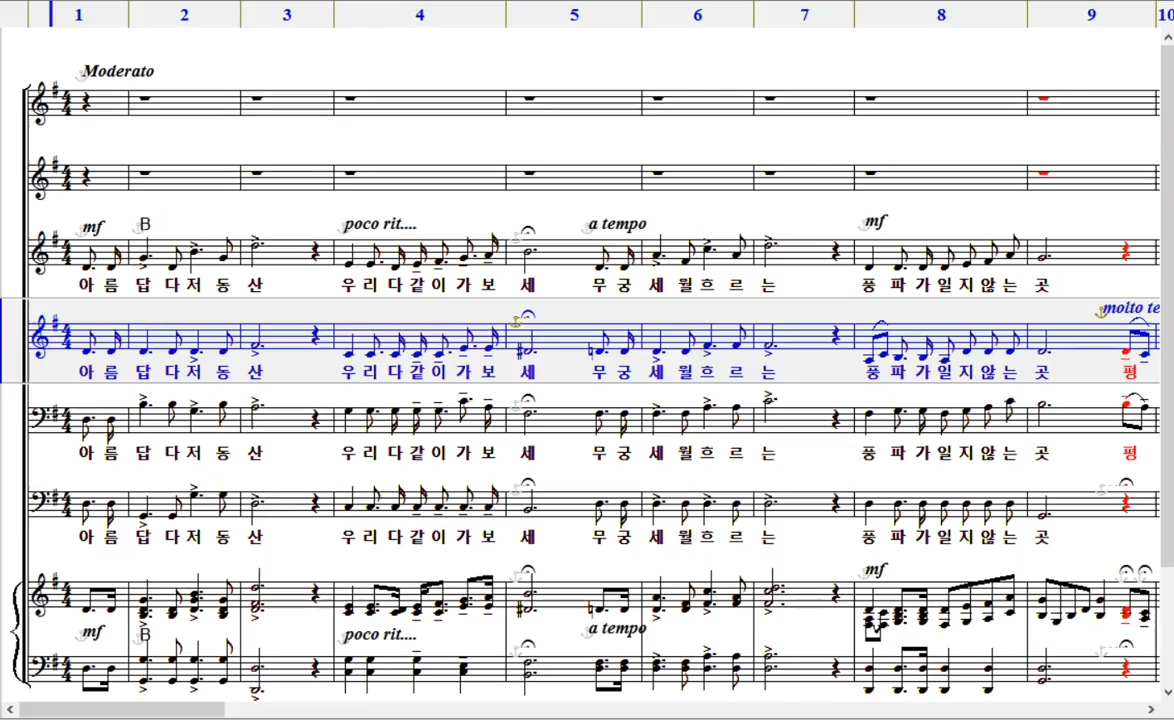 1 2 3 4 5 6 7 8 9 10
Moderato
mf B poco rit.... a tempo mf
아 름 답 다 저 동 산 우 리 다 같 이 가 보 세 무 궁 세 월 흐 르 는 풍 파 가 일 지 않 는 곳
molto te
아 름 답 다 저 동 산 우 리 다 같 이 가 보 세 무 궁 세 월 흐 르 는 풍 파 가 일 지 않 는 곳 평
아 름 답 다 저 동 산 우 리 다 같 이 가 보 세 무 궁 세 월 흐 르 는 풍 파 가 일 지 않 는 곳 평
아 름 답 다 저 동 산 우 리 다 같 이 가 보 세 무 궁 세 월 흐 르 는 풍 파 가 일 지 않 는 곳
mf
mf B poco rit.... a tempo